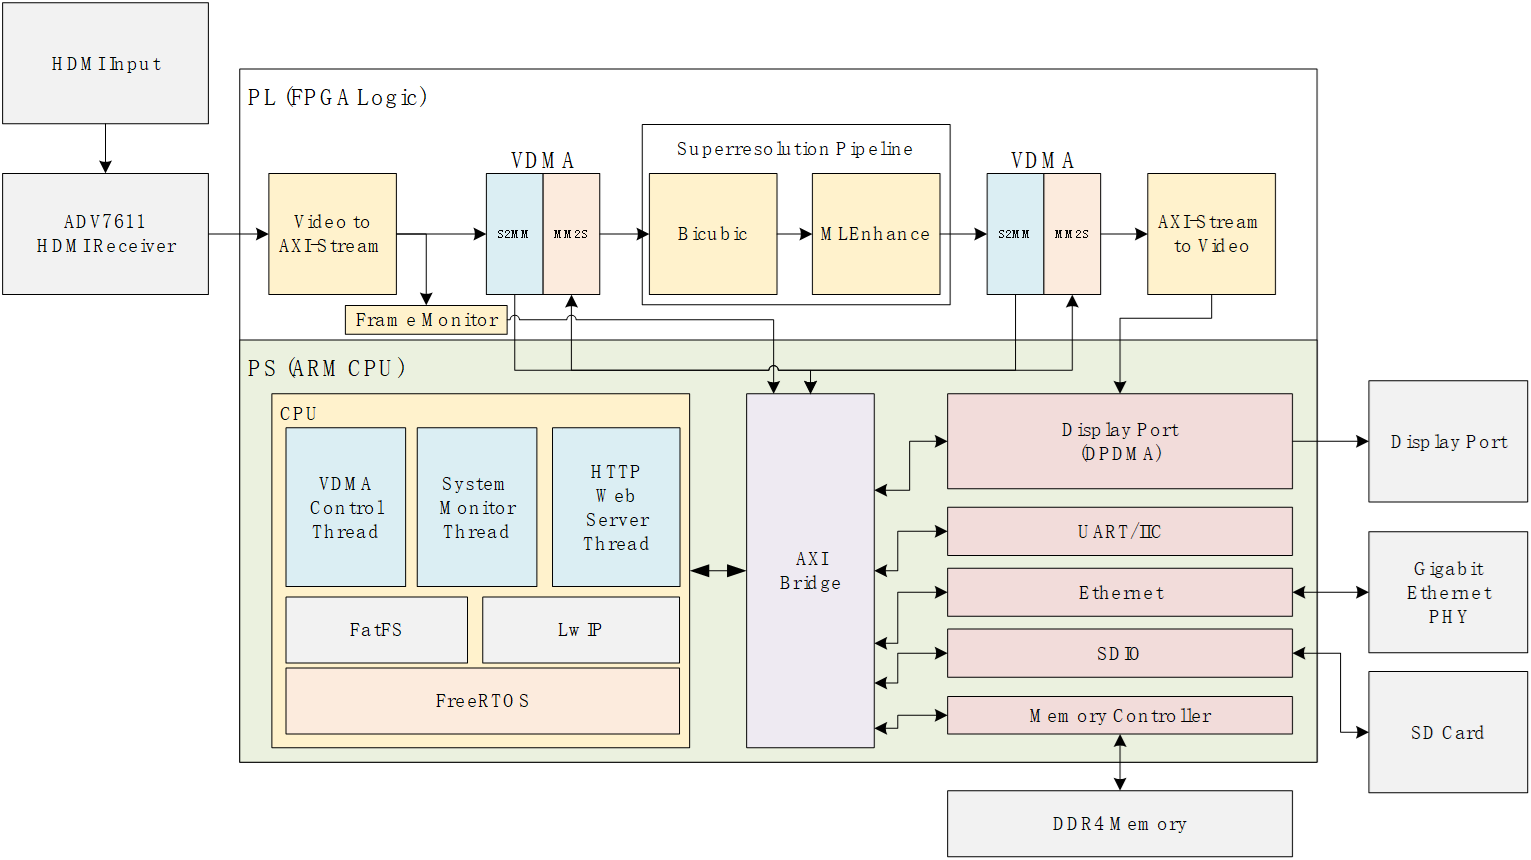 HDMI Input
PL (FPGA Logic)
Superresolution Pipeline
VDMA
VDMA
ADV7611
HDMI Receiver
Video to
AXI-Stream
S2MM
MM2S
Bicubic
ML Enhance
S2MM
MM2S
AXI-Stream
to Video
Frame Monitor
PS (ARM CPU)
CPU
VDMA
Control
Thread
System
Monitor
Thread
HTTP
Web
Server
Thread
FatFS
LwIP
FreeRTOS
AXI
Bridge
Display Port
(DPDMA)
UART/IIC
Ethernet
SDIO
Memory Controller
Display Port
Gigabit
Ethernet
PHY
SD Card
DDR4 Memory